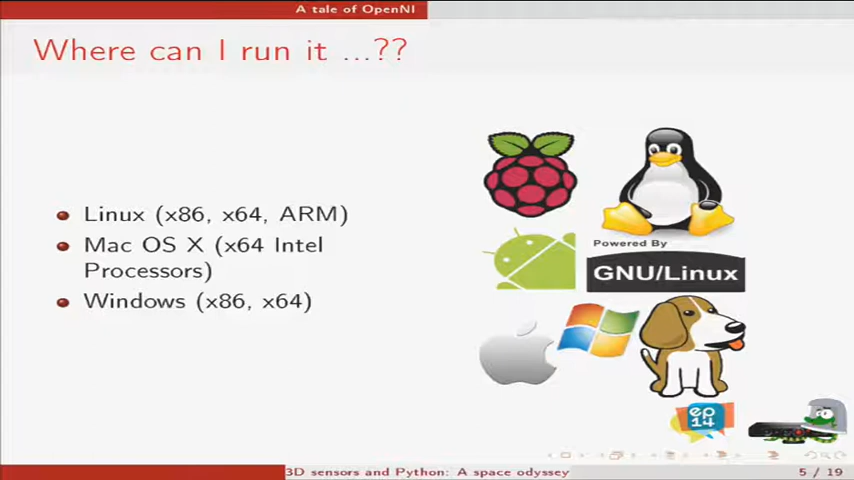 A tale of OpenNI
Where can I run it ...??
Linux (x86, x64, ARM)
Mac OS X (x64 Intel
Processors)
Windows (x86, x64)
Powered By
GNU/Linux
ep
14
3D sensors and Python: A space odyssey
5 / 19